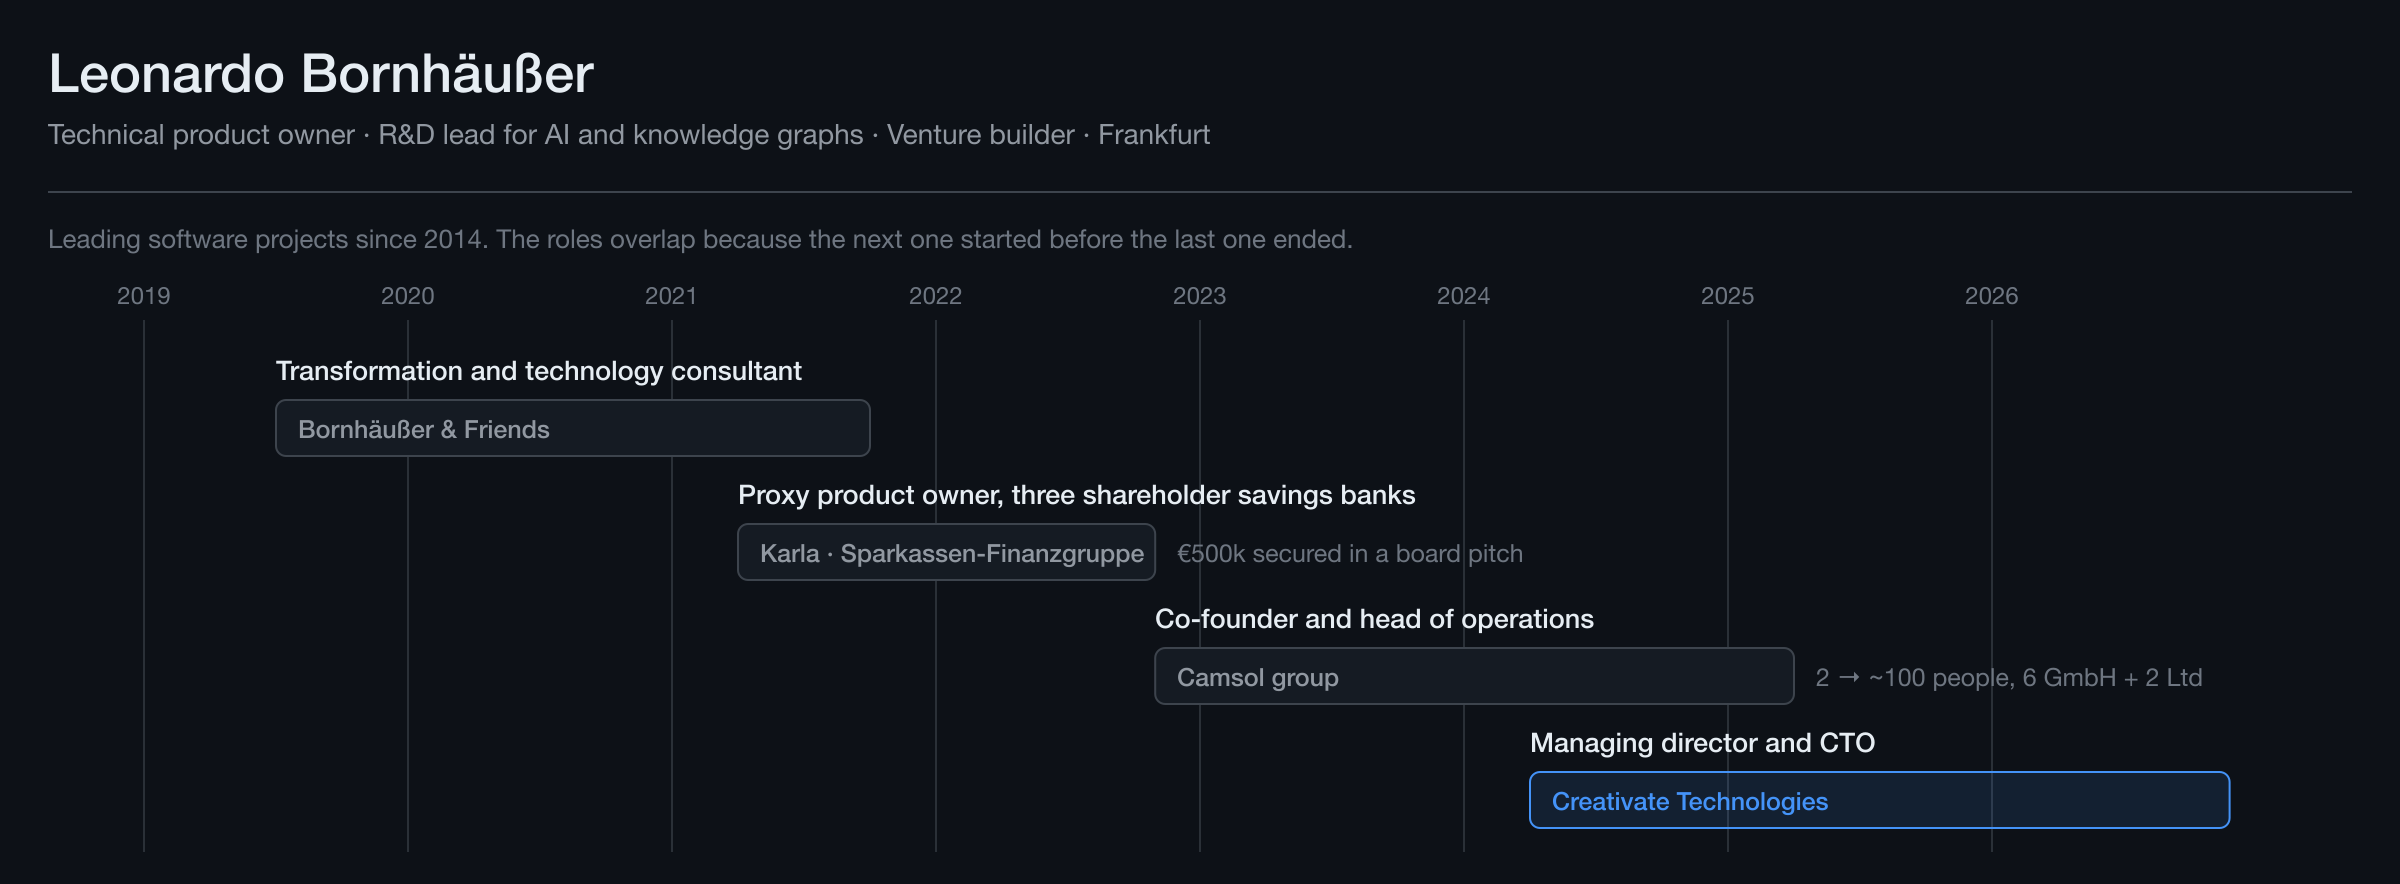 Leonardo Bornhäußer
Technical product owner · R&D lead for AI and knowledge graphs · Venture builder · Frankfurt
Leading software projects since 2014. The roles overlap because the next one started before the last one ended.
2019 2020 2021 2022 2023 2024 2025 2026
Transformation and technology consultant
Bornhäußer & Friends
Proxy product owner, three shareholder savings banks
Karla · Sparkassen-Finanzgruppe €500k secured in a board pitch
Co-founder and head of operations
Camsol group 2 → ~100 people, 6 GmbH + 2 Ltd
Managing director and CTO
Creativate Technologies